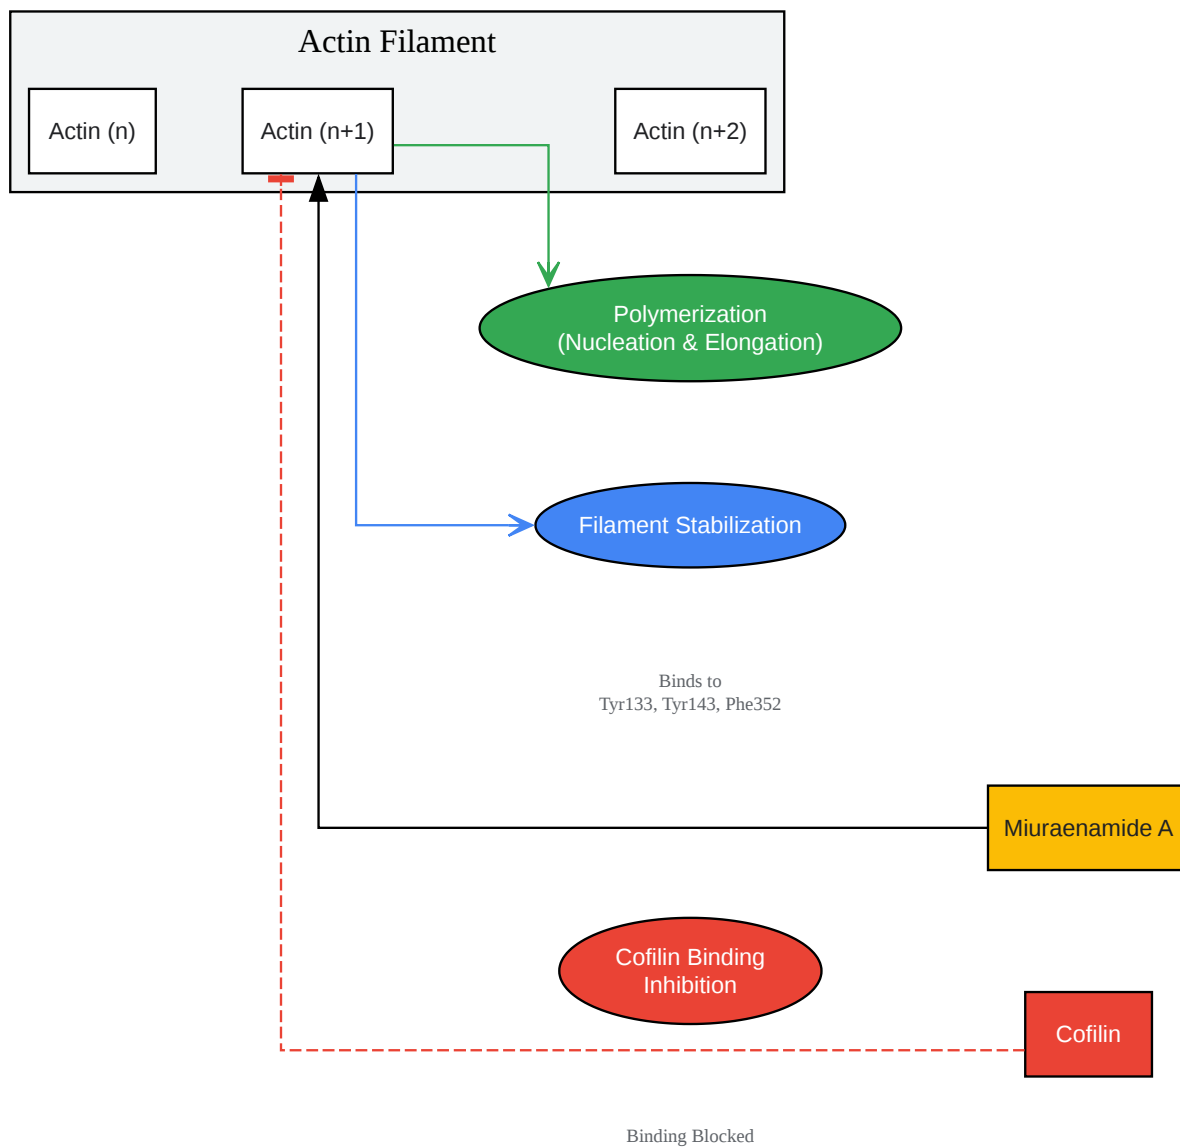 Actin Filament
Actin (n)
Actin (n+1)
Actin (n+2)
Polymerization
(Nucleation & Elongation)
Filament Stabilization
Binds to
Tyr133, Tyr143, Phe352
Miuraenamide A
Cofilin Binding
Inhibition
Cofilin
Binding Blocked